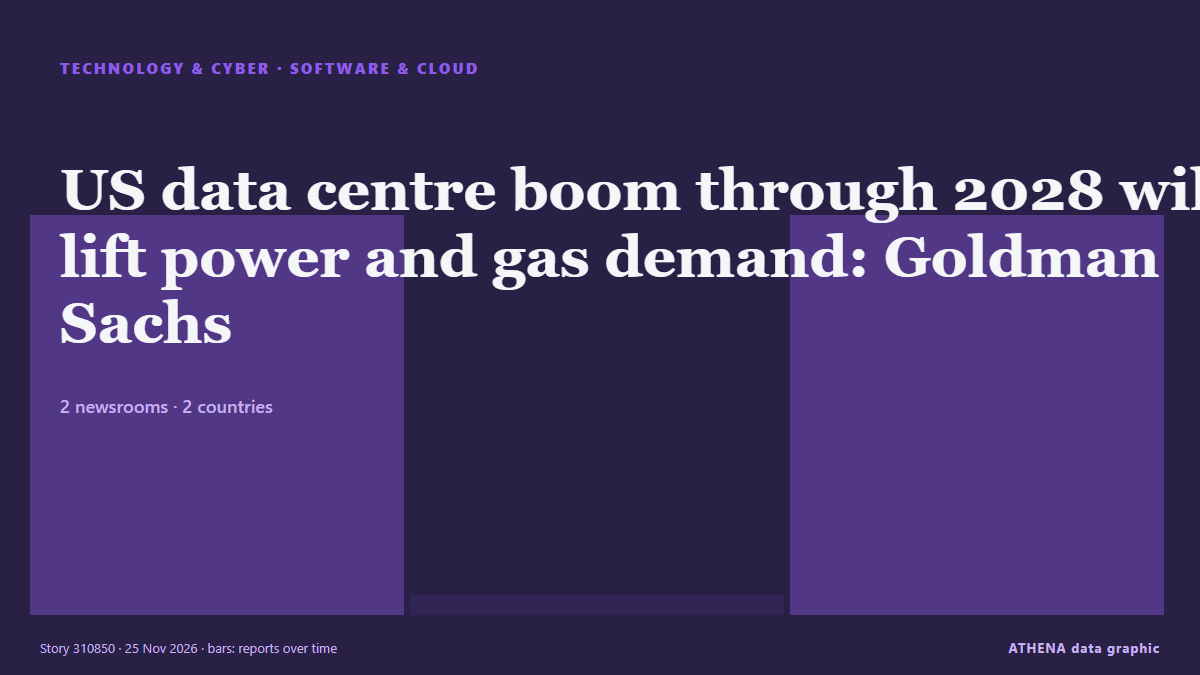 TECHNOLOGY & CYBER · SOFTWARE & CLOUD
US data centre boom through 2028 wil
lift power and gas demand: Goldman
Sachs
2 newsrooms · 2 countries
Story 310850 · 25 Nov 2026 · bars: reports over time
ATHENA data graphic